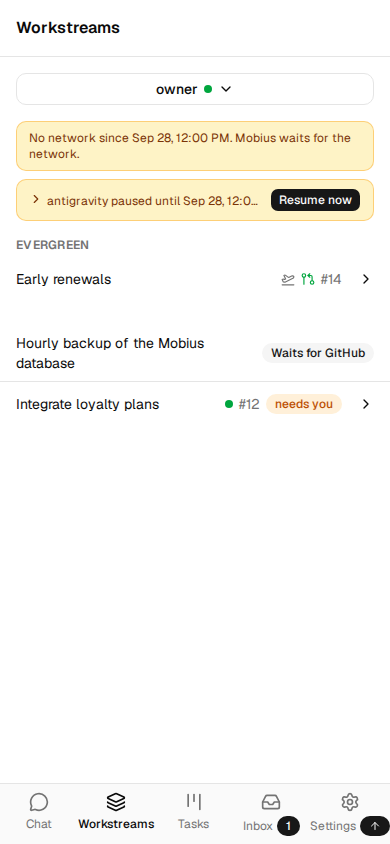 Workstreams
owner
No network since Sep 28, 12:00 PM. Mobius waits for the
network.
antigravity paused until Sep 28, 12:0…
Resume now
EVERGREEN
Early renewals
#14
Hourly backup of the Mobius
database
Waits for GitHub
Integrate loyalty plans
#12
needs you
Chat
Workstreams
Tasks
Inbox 1
Settings